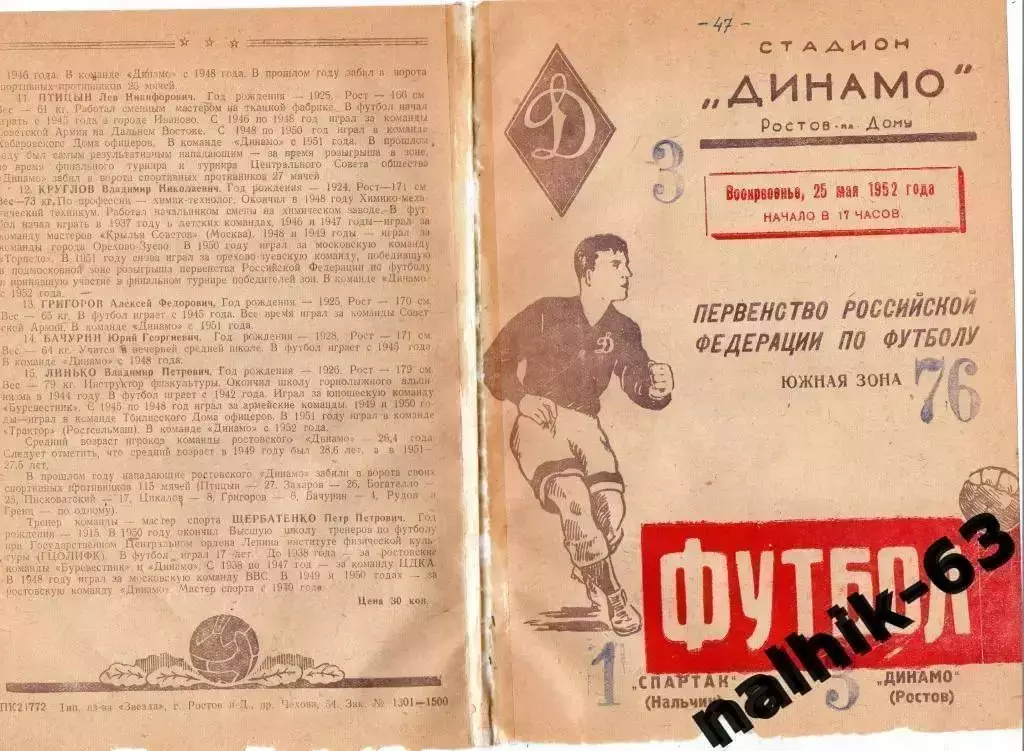 1946 года. В команде «Динамо» с 1948 года. В прошлом году забил в ворота
спортивных противников 25 мячей.
11. ПТИЦЫН Лев Никифорович. Год рождения — 1925. Рост — 166 см.
Вес — 61 кг. Работал сменным мастером на тканной фабрике. В футбол начал
играть с 1945 года в городе Иваново. С 1946 по 1948 год играл за команды
Советской Армии на Дальнем Востоке. С 1948 по 1950 год играл в команде
Хабаровского Дома офицеров. В команде «Динамо» с 1951 года. В прошлом
году был самым результативным нападающим — за время розыгрыша в зоне,
во время финального турнира и турнира Центрального Совета общества
«Динамо» забил в ворота спортивных противников 27 мячей.
12. КРУГЛОВ Владимир Николаевич. Год рождения — 1924. Рост—171 см.
Вес—73 кг. По профессии — химик-технолог. Окончил в 1948 году Химико-мех-
нический техникум. Работал начальником смены на химическом заводе. В фут-
бол начал играть в 1937 году в детских командах. 1946 и 1947 годы—играл за
команду мастеров «Крылья Советов» (Москва). 1948 и 1949 годы — играл за
команды города Орехово-Зуево В 1950 году играл за московскую команду
«Торпедо». В 1951 году снова играл за орехово-зуевскую команду, победившую
в подмосковной зоне розыгрыша первенства Российской Федерации по футболу
и принявшую участие в финальном турнире победителей зон. В команде «Динамо»
с 1952 года.
13. ГРИГОРОВ Алексей Федорович. Год рождения — 1925. Рост — 170 см.
Вес — 65 кг. В футбол играет с 1945 года. Все время играл за команды Совет-
ской Армии. В команде «Динамо» с 1951 года.
14. БАЧУРИН Юрий Георгиевич. Год рождения — 1928. Рост — 171 см.
Вес — 64 кг. Учится в вечерней средней школе. В футбол играет с 1945 года
В команде «Динамо» с 1948 года.
15. ЛИНЬКО Владимир Петрович. Год рождения — 1926. Рост — 179 см.
Вес — 79 кг. Инструктор физкультуры. Окончил школу горнолыжного альпи-
низма в 1944 году. В футбол играет с 1942 года. Играл за юношескую команду
«Буревестник». С 1945 по 1948 год играл за армейские команды. 1949 и 1950 го-
ды—играл в команде Тбилисского Дома офицеров. В 1951 году играл в команде
«Трактор» (Ростсельмаш). В команде «Динамо» с 1952 года.
Средний возраст игроков команды ростовского «Динамо» — 26,4
Следует отметить, что средний возраст в 1949 году был 28,6 лет, а в 1951—
27,5 лет.
В прошлом году нападающие ростовского «Динамо» забили в ворота своих
спортивных противников 115 мячей (Птицын — 27. Захаров — 26, Богателло —
25, Писковатский — 17, Цикалов — 8, Григоров — 8, Бачурин — 4, Рудол и
Гренц — по одному).
Тренер команды — мастер спорта ЩЕРБАТЕНКО Петр Петрович. Год
рождения — 1915. В 1950 году окончил Высшую школу тренеров по футболу
при Государственном Центральном ордена Ленина институте физической куль-
туры (ГЦОЛИФК). В футбол играет 17 лет. До 1938 года — за ростовские
команды «Буревестник» и «Динамо». С 1938 по 1947 год — за команду ЦДКА
В 1948 году играл за московскую команду ВВС. В 1949 и 1950 годах — за
ростовскую команду «Динамо» Мастер спорта с 1940 года.
Цена 30 коп.
ПК21772 Тип. из-ва «Звезда», г. Ростов н-Д., пр. Чехова, 54. Зак. № 1301—1500
-47-
СТАДИОН
„ДИНАМО"
Ростов-на Дону
Д
3
Воскресенье, 25 мая 1952 года
НАЧАЛО В 17 ЧАСОВ
Д
ПЕРВЕНСТВО РОССИЙСКОЙ
ФЕДЕРАЦИИ ПО ФУТБОЛУ
ЮЖНАЯ ЗОНА 76
ФУТБОЛ
1 „СПАРТАК" 3 „ДИНАМО"
(Нальчик) (Ростов)
nalhik-63